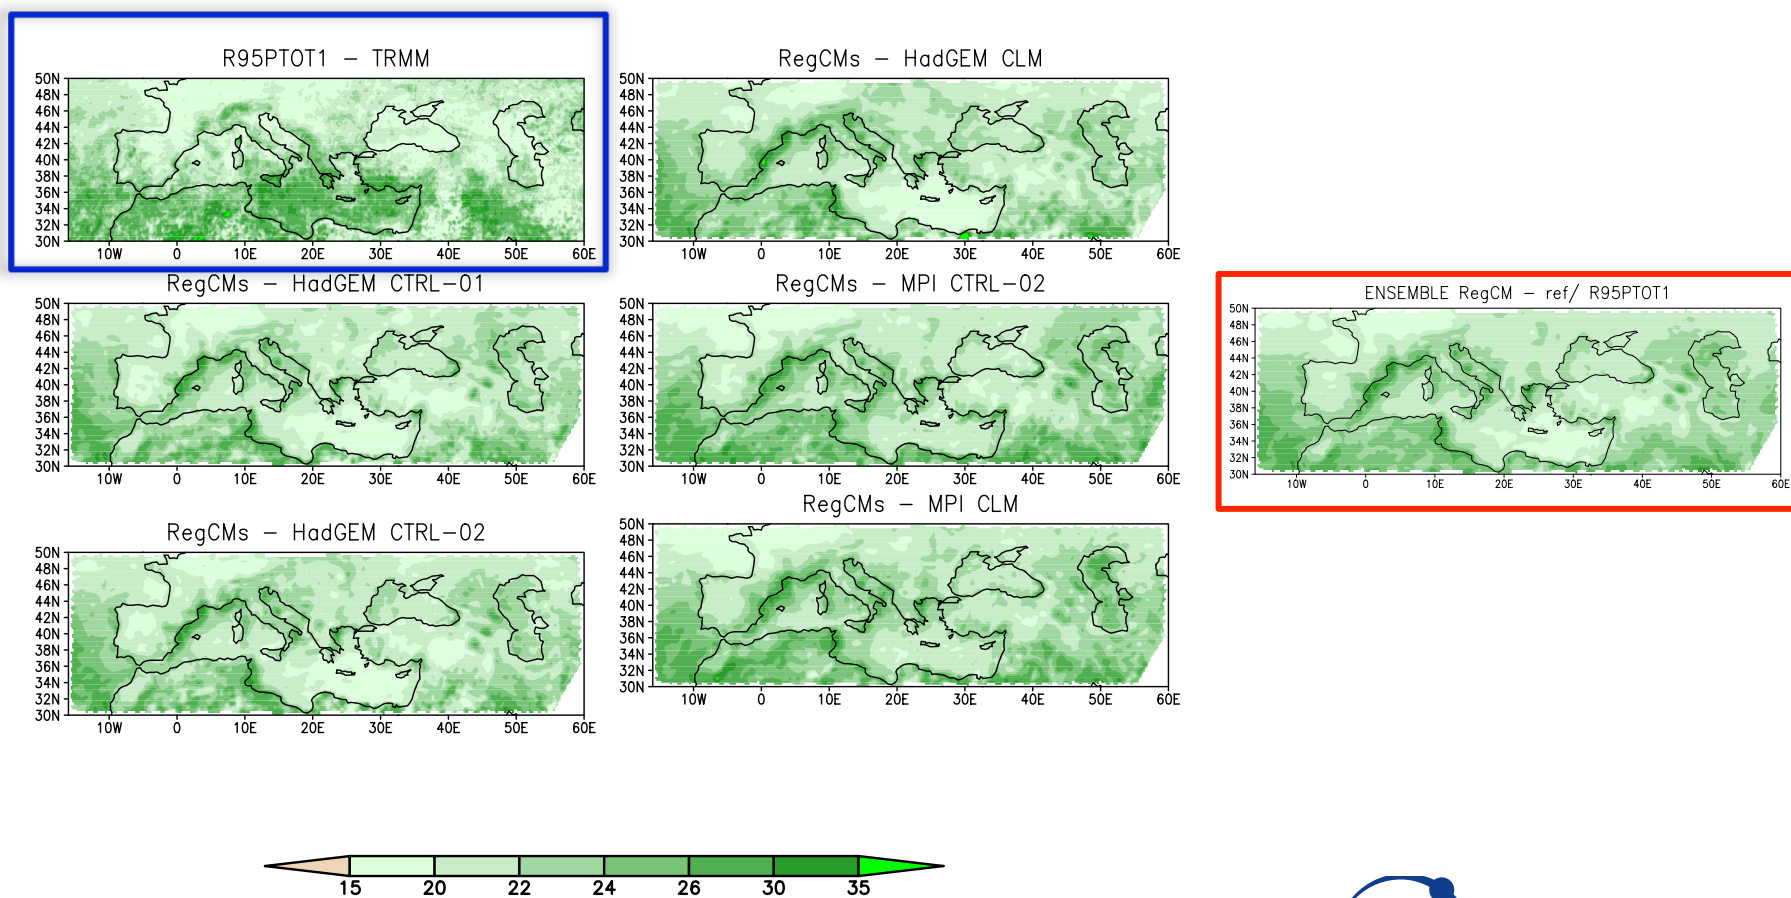 R95PTOT1 – TRMM
50N
48N
46N
44N
42N
40N
38N
36N
34N
32N
30N
10W 0 10E 20E 30E 40E 50E 60E
RegCMs – HadGEM CLM
50N
48N
46N
44N
42N
40N
38N
36N
34N
32N
30N
10W 0 10E 20E 30E 40E 50E 60E
RegCMs – HadGEM CTRL–01
50N
48N
46N
44N
42N
40N
38N
36N
34N
32N
30N
10W 0 10E 20E 30E 40E 50E 60E
RegCMs – MPI CTRL–02
50N
48N
46N
44N
42N
40N
38N
36N
34N
32N
30N
10W 0 10E 20E 30E 40E 50E 60E
ENSEMBLE RegCM – ref/ R95PTOT1
50N
48N
46N
44N
42N
40N
38N
36N
34N
32N
30N
10W 0 10E 20E 30E 40E 50E 60E
RegCMs – HadGEM CTRL–02
50N
48N
46N
44N
42N
40N
38N
36N
34N
32N
30N
10W 0 10E 20E 30E 40E 50E 60E
RegCMs – MPI CLM
50N
48N
46N
44N
42N
40N
38N
36N
34N
32N
30N
10W 0 10E 20E 30E 40E 50E 60E
15 20 22 24 26 30 35